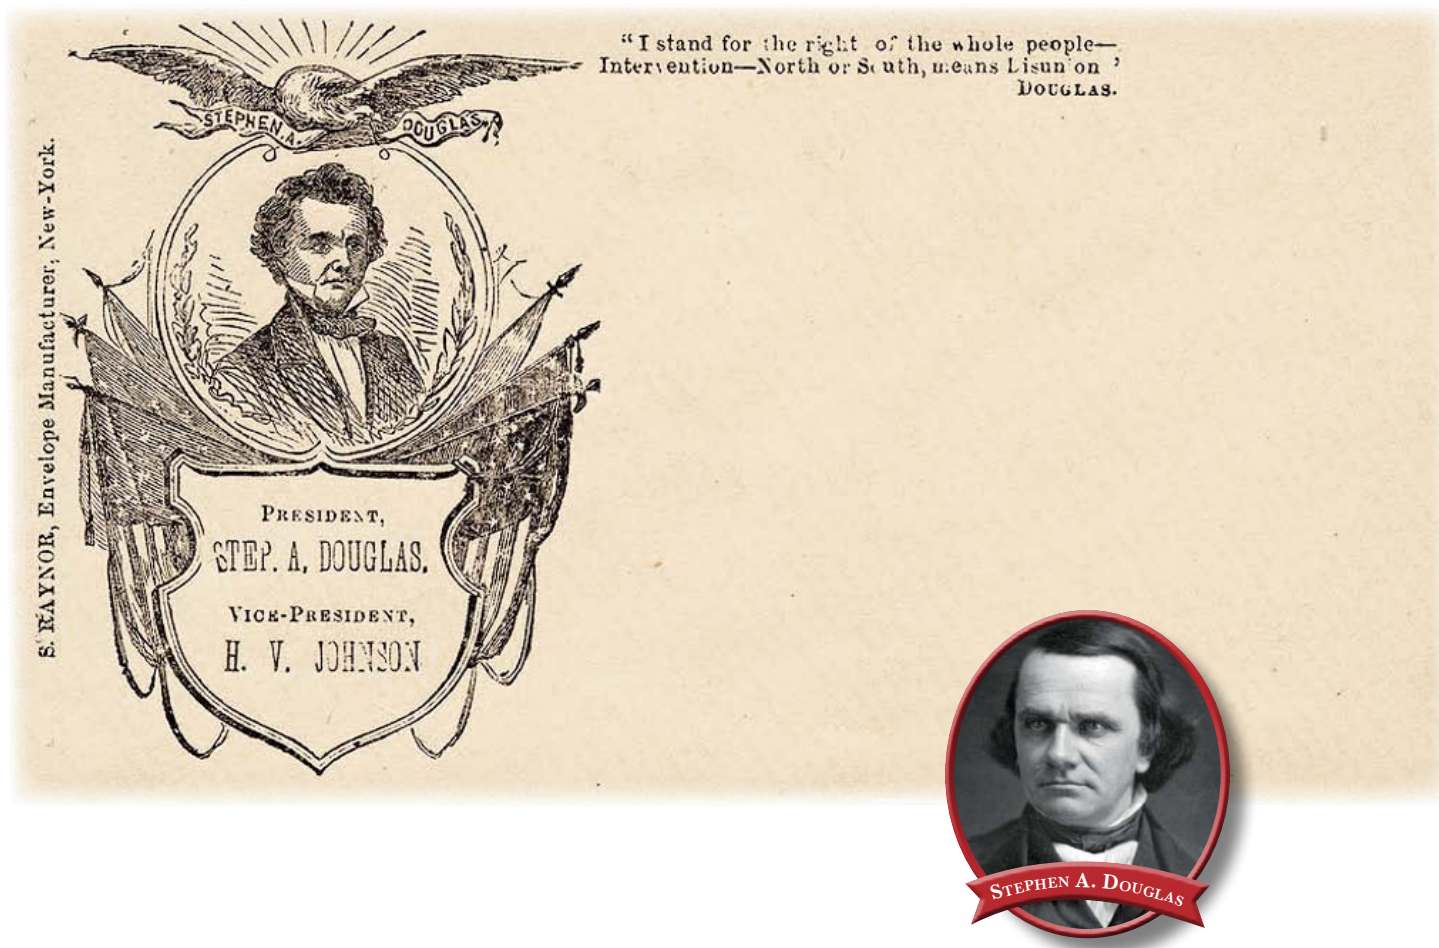 "I stand for the right of the whole people—
Intervention—North or South, means Disunion"
DOUGLAS.
STEPHEN. A. DOUGLAS
S. RAYNOR, Envelope Manufacturer, New-York.
PRESIDENT,
STEP. A. DOUGLAS.
VICE-PRESIDENT,
H. V. JOHNSON
STEPHEN A. DOUGLAS